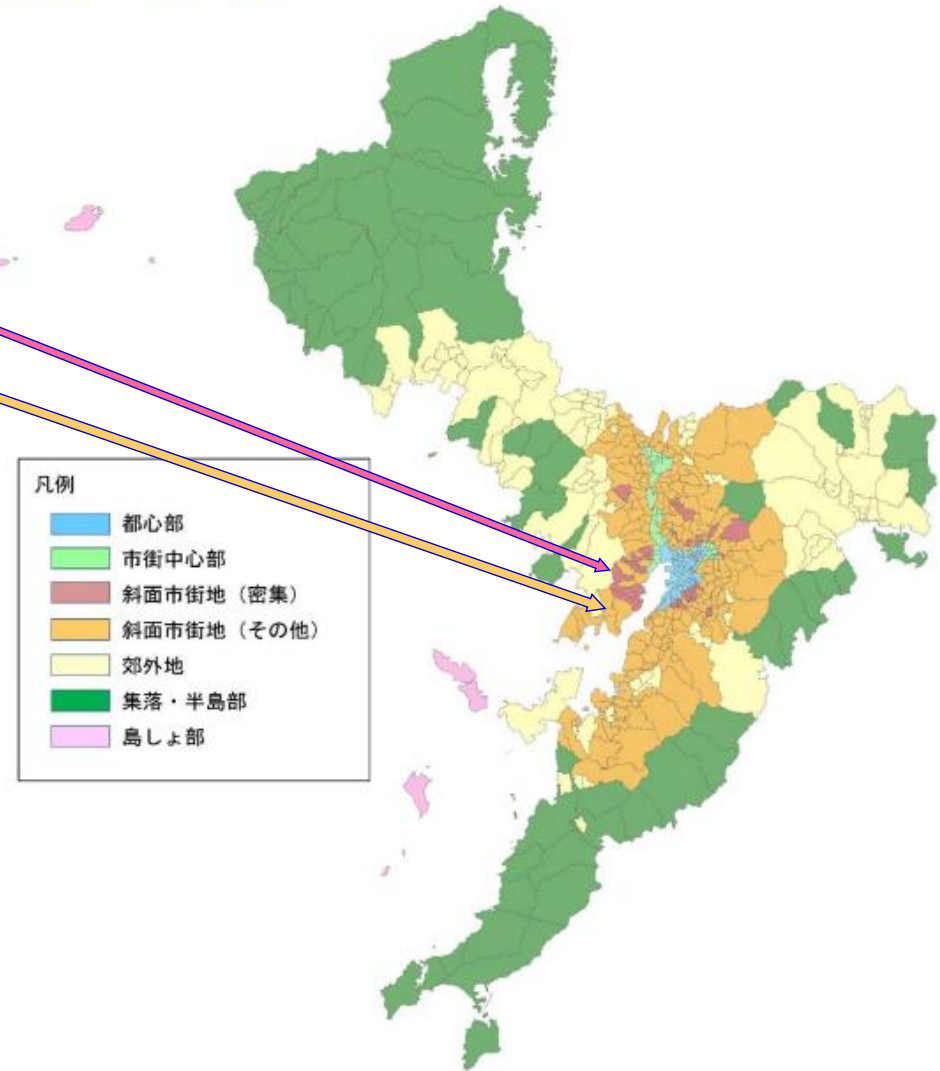 凡例
都心部
市街中心部
斜面市街地（密集）
斜面市街地（その他）
郊外地
集落・半島部
島しょ部